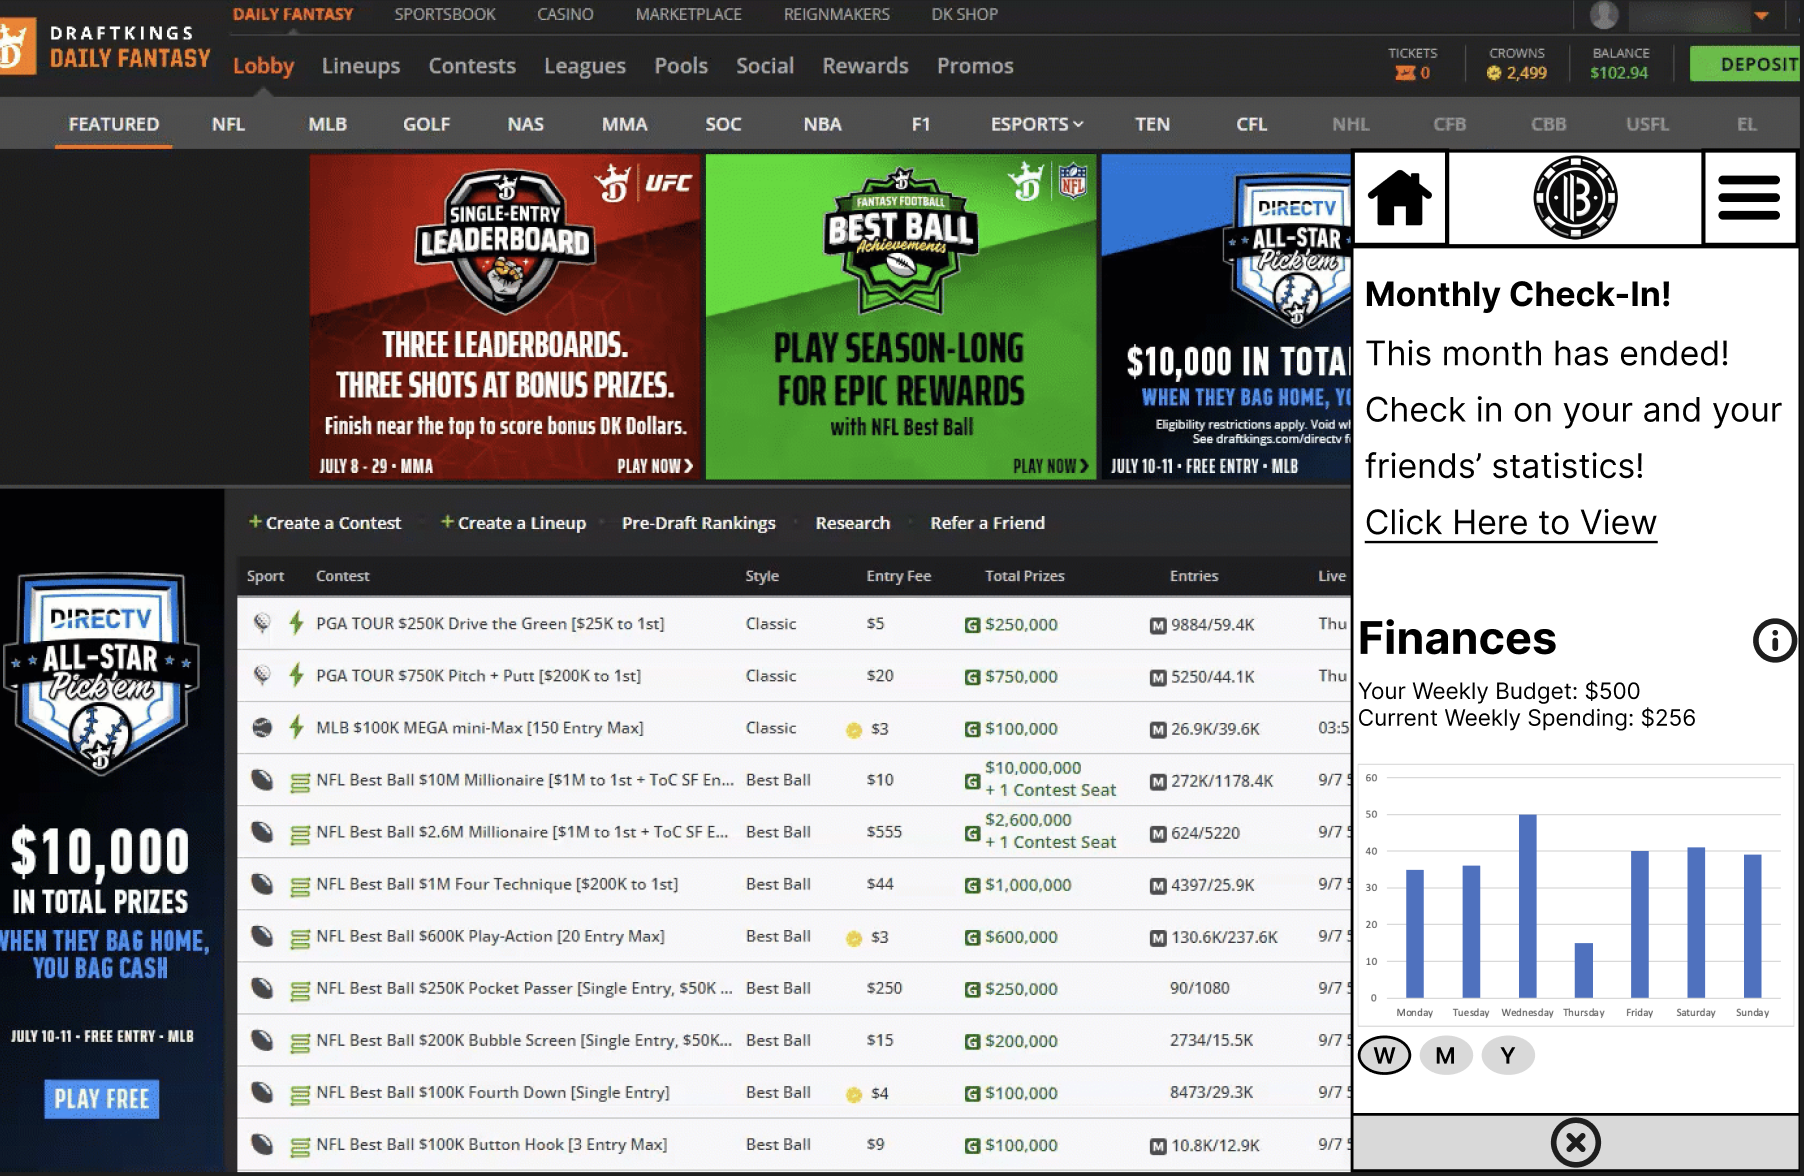 DAILY FANTASY SPORTSBOOK CASINO MARKETPLACE REIGNMAKERS DK SHOP
DRAFTKINGS
DAILY FANTASY
Lobby Lineups Contests Leagues Pools Social Rewards Promos
TICKETS
0
CROWNS
2,499
BALANCE
$102.94
DEPOSIT
FEATURED NFL MLB GOLF NAS MMA SOC NBA F1 ESPORTS TEN CFL NHL CFB CBB USFL EL
UFC
SINGLE-ENTRY
LEADERBOARD
THREE LEADERBOARDS.
THREE SHOTS AT BONUS PRIZES.
Finish near the top to score bonus DK Dollars.
JULY 8 - 29 • MMA PLAY NOW
NFL
FANTASY FOOTBALL
BEST BALL
Achievements
PLAY SEASON-LONG
FOR EPIC REWARDS
with NFL Best Ball
PLAY NOW
DIRECTV
ALL-STAR
Pick'em
$10,000 IN TOTA
WHEN THEY BAG HOME, YO
Eligibility restrictions apply. Void wh
See draftkings.com/directv f
JULY 10-11 • FREE ENTRY • MLB
DIRECTV
ALL-STAR
Pick'em
$10,000
IN TOTAL PRIZES
WHEN THEY BAG HOME,
YOU BAG CASH
JULY 10-11 • FREE ENTRY • MLB
PLAY FREE
+ Create a Contest + Create a Lineup Pre-Draft Rankings Research Refer a Friend
Sport Contest Style Entry Fee Total Prizes Entries Live
PGA TOUR $250K Drive the Green [$25K to 1st] Classic $5 G $250,000 M 9884/59.4K Thu
PGA TOUR $750K Pitch + Putt [$200K to 1st] Classic $20 G $750,000 M 5250/44.1K Thu
MLB $100K MEGA mini-Max [150 Entry Max] Classic $3 G $100,000 M 26.9K/39.6K 03:5
NFL Best Ball $10M Millionaire [$1M to 1st + ToC SF En... Best Ball $10 G $10,000,000 + 1 Contest Seat M 272K/1178.4K 9/7 5
NFL Best Ball $2.6M Millionaire [$1M to 1st + ToC SF E... Best Ball $555 G $2,600,000 + 1 Contest Seat M 624/5220 9/7 5
NFL Best Ball $1M Four Technique [$200K to 1st] Best Ball $44 G $1,000,000 M 4397/25.9K 9/7 5
NFL Best Ball $600K Play-Action [20 Entry Max] Best Ball $3 G $600,000 M 130.6K/237.6K 9/7 5
NFL Best Ball $250K Pocket Passer [Single Entry, $50K ... Best Ball $250 G $250,000 90/1080 9/7 5
NFL Best Ball $200K Bubble Screen [Single Entry, $50K... Best Ball $15 G $200,000 2734/15.5K 9/7 5
NFL Best Ball $100K Fourth Down [Single Entry] Best Ball $4 G $100,000 8473/29.3K 9/7 5
NFL Best Ball $100K Button Hook [3 Entry Max] Best Ball $9 G $100,000 M 10.8K/12.9K 9/7 5
Monthly Check-In!
This month has ended!
Check in on your and your
friends’ statistics!
Click Here to View
Finances
Your Weekly Budget: $500
Current Weekly Spending: $256
60
50
40
30
20
10
0
Monday Tuesday Wednesday Thursday Friday Saturday Sunday
W M Y